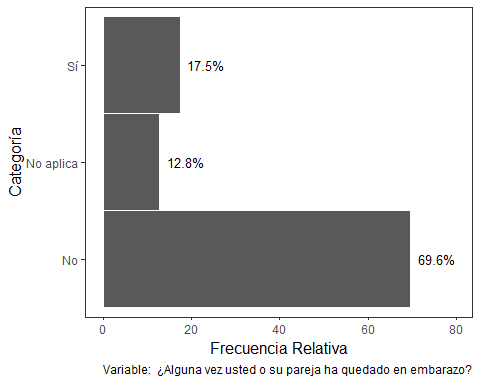 Sí
17.5%
No aplica
12.8%
No
69.6%
Categoría
0 20 40 60 80
Frecuencia Relativa
Variable: ¿Alguna vez usted o su pareja ha quedado en embarazo?